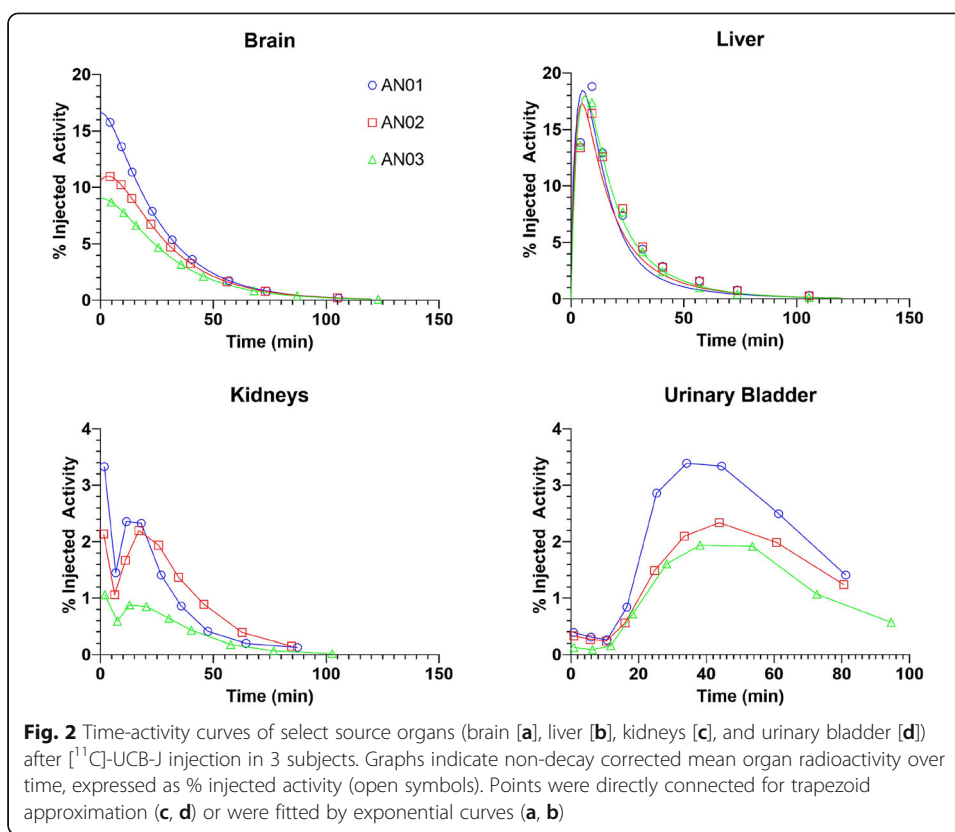 Brain
% Injected Activity
20
15
10
5
0
0 50 100 150
Time (min)
AN01
AN02
AN03
Liver
% Injected Activity
20
15
10
5
0
0 50 100 150
Time (min)
Kidneys
% Injected Activity
4
3
2
1
0
0 50 100 150
Time (min)
Urinary Bladder
% Injected Activity
4
3
2
1
0
0 20 40 60 80 100
Time (min)
Fig. 2 Time-activity curves of select source organs (brain [a], liver [b], kidneys [c], and urinary bladder [d])
after [¹¹C]-UCB-J injection in 3 subjects. Graphs indicate non-decay corrected mean organ radioactivity over
time, expressed as % injected activity (open symbols). Points were directly connected for trapezoid
approximation (c, d) or were fitted by exponential curves (a, b)